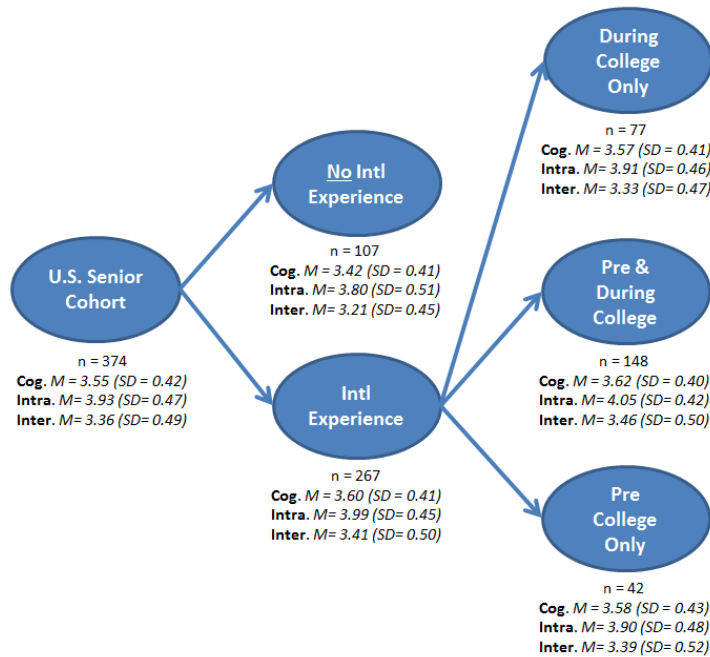 During
College
Only
n = 77
Cog. M = 3.57 (SD = 0.41)
Intra. M= 3.91 (SD= 0.46)
Inter. M= 3.33 (SD= 0.47)
No Intl
Experience
n = 107
Cog. M = 3.42 (SD = 0.41)
Intra. M= 3.80 (SD= 0.51)
Inter. M= 3.21 (SD= 0.45)
U.S. Senior
Cohort
n = 374
Cog. M = 3.55 (SD = 0.42)
Intra. M= 3.93 (SD= 0.47)
Inter. M= 3.36 (SD= 0.49)
Pre &
During
College
n = 148
Cog. M = 3.62 (SD = 0.40)
Intra. M= 4.05 (SD= 0.42)
Inter. M= 3.46 (SD= 0.50)
Intl
Experience
n = 267
Cog. M = 3.60 (SD = 0.41)
Intra. M= 3.99 (SD= 0.45)
Inter. M= 3.41 (SD= 0.50)
Pre
College
Only
n = 42
Cog. M = 3.58 (SD = 0.43)
Intra. M= 3.90 (SD= 0.48)
Inter. M= 3.39 (SD= 0.52)